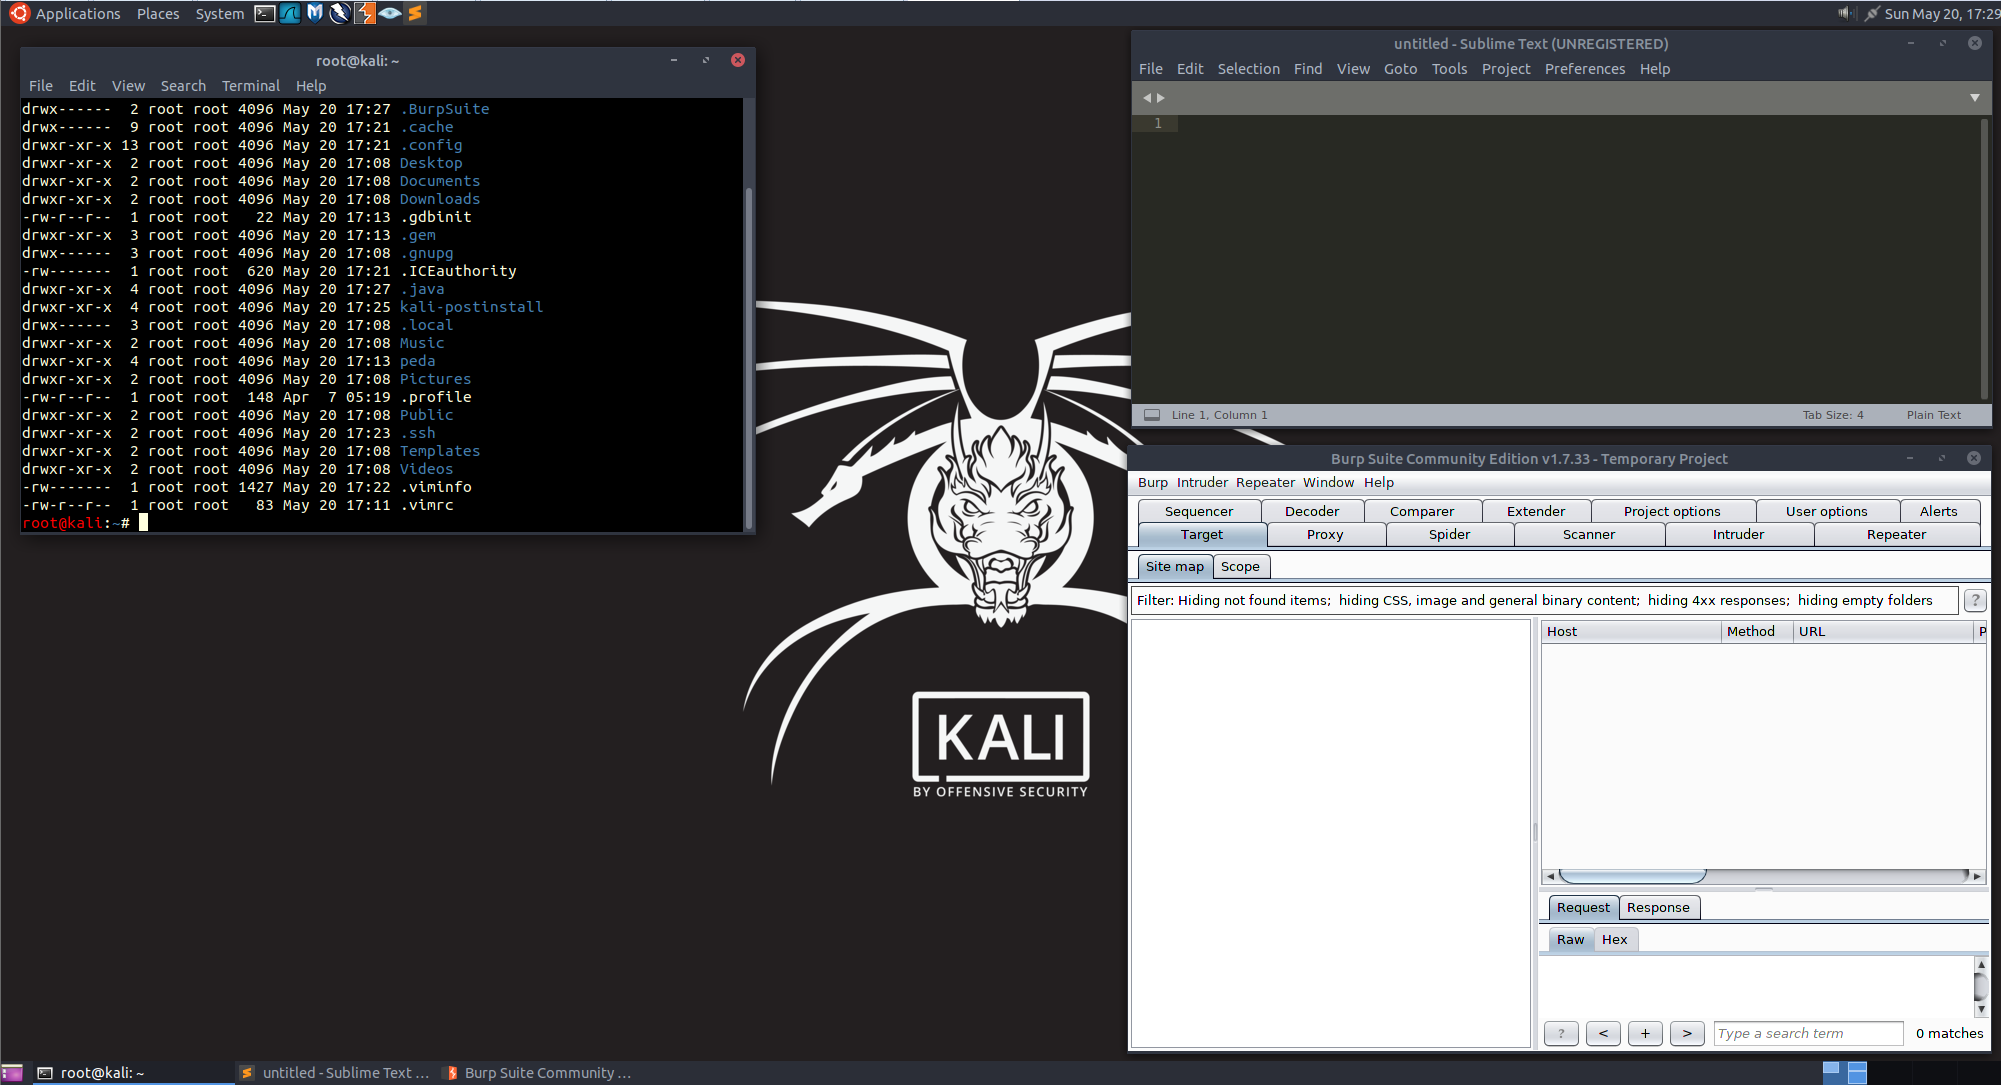 Applications Places System
Sun May 20, 17:29
root@kali: ~
File Edit View Search Terminal Help
drwx------  2 root root 4096 May 20 17:27 .BurpSuite
drwx------  9 root root 4096 May 20 17:21 .cache
drwxr-xr-x 13 root root 4096 May 20 17:21 .config
drwxr-xr-x  2 root root 4096 May 20 17:08 Desktop
drwxr-xr-x  2 root root 4096 May 20 17:08 Documents
drwxr-xr-x  2 root root 4096 May 20 17:08 Downloads
-rw-r--r--  1 root root   22 May 20 17:13 .gdbinit
drwxr-xr-x  3 root root 4096 May 20 17:13 .gem
drwx------  3 root root 4096 May 20 17:08 .gnupg
-rw-------  1 root root  620 May 20 17:21 .ICEauthority
drwxr-xr-x  4 root root 4096 May 20 17:27 .java
drwxr-xr-x  4 root root 4096 May 20 17:25 kali-postinstall
drwx------  3 root root 4096 May 20 17:08 .local
drwxr-xr-x  2 root root 4096 May 20 17:08 Music
drwxr-xr-x  4 root root 4096 May 20 17:13 peda
drwxr-xr-x  2 root root 4096 May 20 17:08 Pictures
-rw-r--r--  1 root root  148 Apr  7 05:19 .profile
drwxr-xr-x  2 root root 4096 May 20 17:08 Public
drwxr-xr-x  2 root root 4096 May 20 17:23 .ssh
drwxr-xr-x  2 root root 4096 May 20 17:08 Templates
drwxr-xr-x  2 root root 4096 May 20 17:08 Videos
-rw-------  1 root root 1427 May 20 17:22 .viminfo
-rw-r--r--  1 root root   83 May 20 17:11 .vimrc
root@kali:~#
untitled - Sublime Text (UNREGISTERED)
File Edit Selection Find View Goto Tools Project Preferences Help
1
Line 1, Column 1 Tab Size: 4 Plain Text
KALI
BY OFFENSIVE SECURITY
Burp Suite Community Edition v1.7.33 - Temporary Project
Burp Intruder Repeater Window Help
Sequencer Decoder Comparer Extender Project options User options Alerts
Target Proxy Spider Scanner Intruder Repeater
Site map Scope
Filter: Hiding not found items; hiding CSS, image and general binary content; hiding 4xx responses; hiding empty folders ?
Host Method URL P
Request Response
Raw Hex
? < + > Type a search term 0 matches
root@kali: ~ untitled - Sublime Text ... Burp Suite Community ...